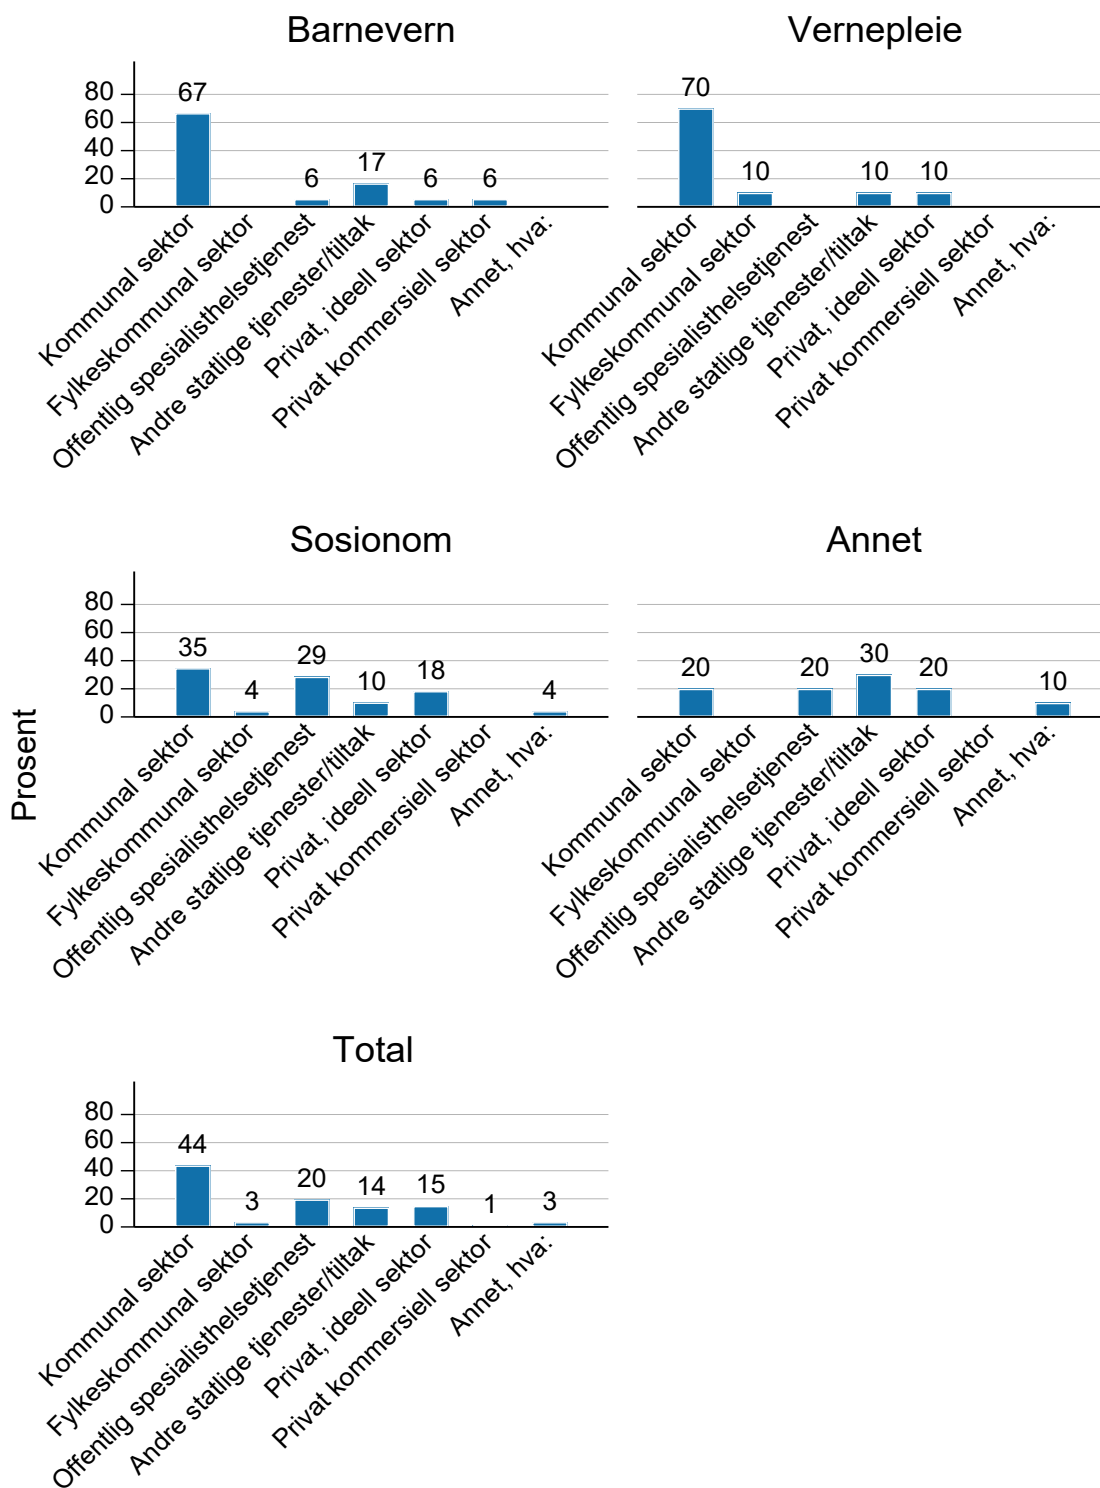 Barnevern
80
60
40
20
0
67
6
17
6
6
Kommunal sektor
Fylkeskommunal sektor
Offentlig spesialisthelsetjenest
Andre statlige tjenester/tiltak
Privat, ideell sektor
Privat kommersiell sektor
Annet, hva:
Vernepleie
70
10
10
10
Kommunal sektor
Fylkeskommunal sektor
Offentlig spesialisthelsetjenest
Andre statlige tjenester/tiltak
Privat, ideell sektor
Privat kommersiell sektor
Annet, hva:
Prosent
Sosionom
80
60
40
20
0
35
4
29
10
18
4
Kommunal sektor
Fylkeskommunal sektor
Offentlig spesialisthelsetjenest
Andre statlige tjenester/tiltak
Privat, ideell sektor
Privat kommersiell sektor
Annet, hva:
Annet
20
20
30
20
10
Kommunal sektor
Fylkeskommunal sektor
Offentlig spesialisthelsetjenest
Andre statlige tjenester/tiltak
Privat, ideell sektor
Privat kommersiell sektor
Annet, hva:
Total
80
60
40
20
0
44
3
20
14
15
1
3
Kommunal sektor
Fylkeskommunal sektor
Offentlig spesialisthelsetjenest
Andre statlige tjenester/tiltak
Privat, ideell sektor
Privat kommersiell sektor
Annet, hva: